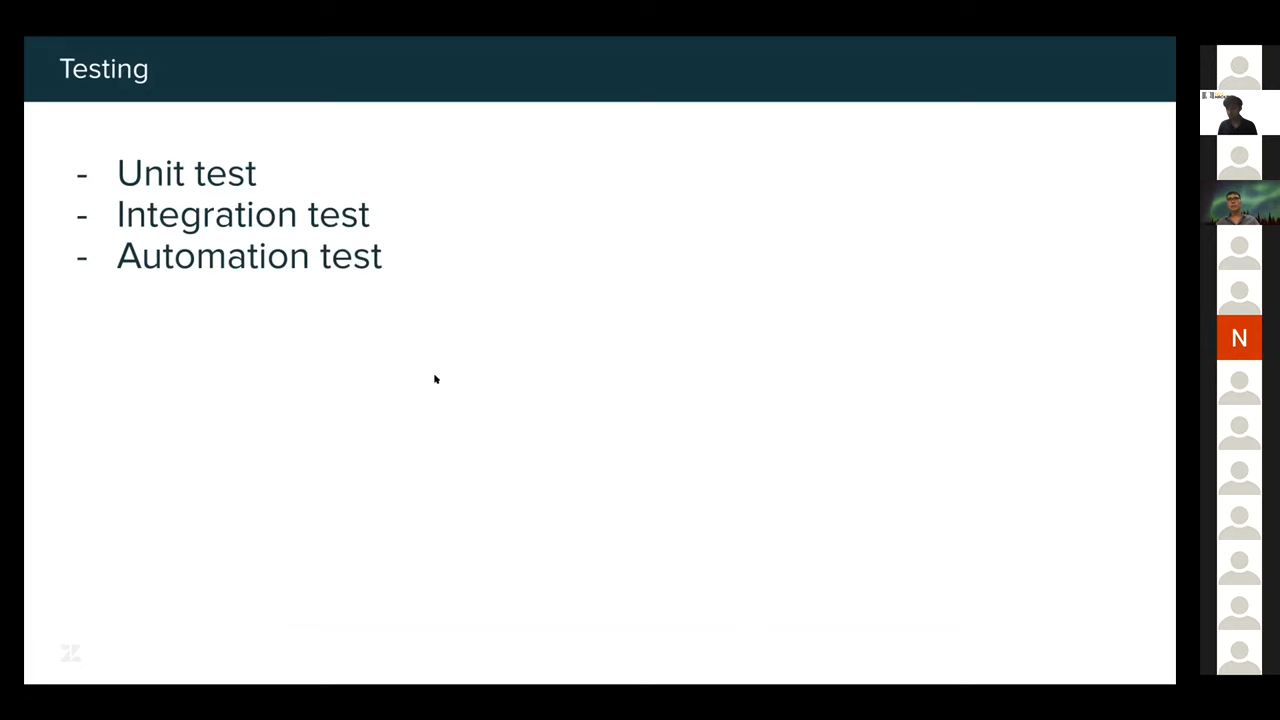 Testing
- Unit test
- Integration test
- Automation test
N